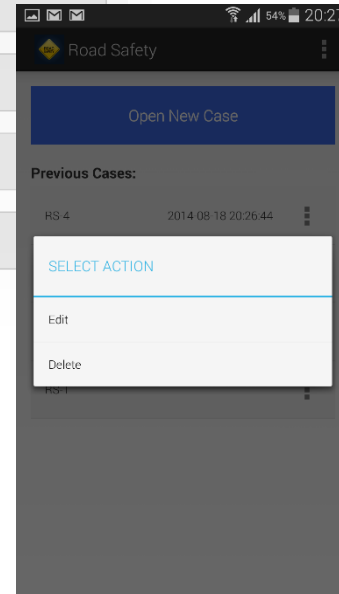 54% 20:27
Road Safety
Open New Case
Previous Cases:
RS-4 2014-08-18 20:26:44
SELECT ACTION
Edit
Delete
RS-1